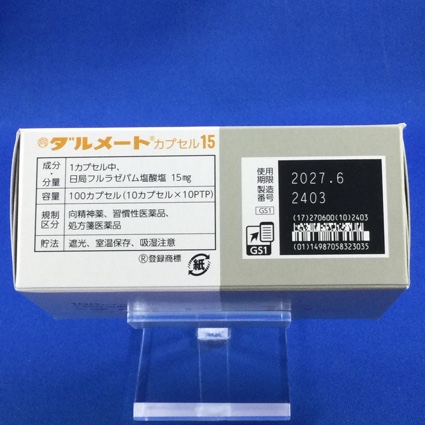 ㊣ダルメート®カプセル15
成分・分量 1カプセル中、
日局フルラゼパム塩酸塩 15mg
容量 100カプセル(10カプセル×10PTP)
規制区分 向精神薬、習慣性医薬品、
処方箋医薬品
貯法 遮光、室温保存、吸湿注意
®登録商標
紙
使用期限 2027.6
製造番号 2403
GS1
(17)270600(10)2403
(01)14987058323035
GS1